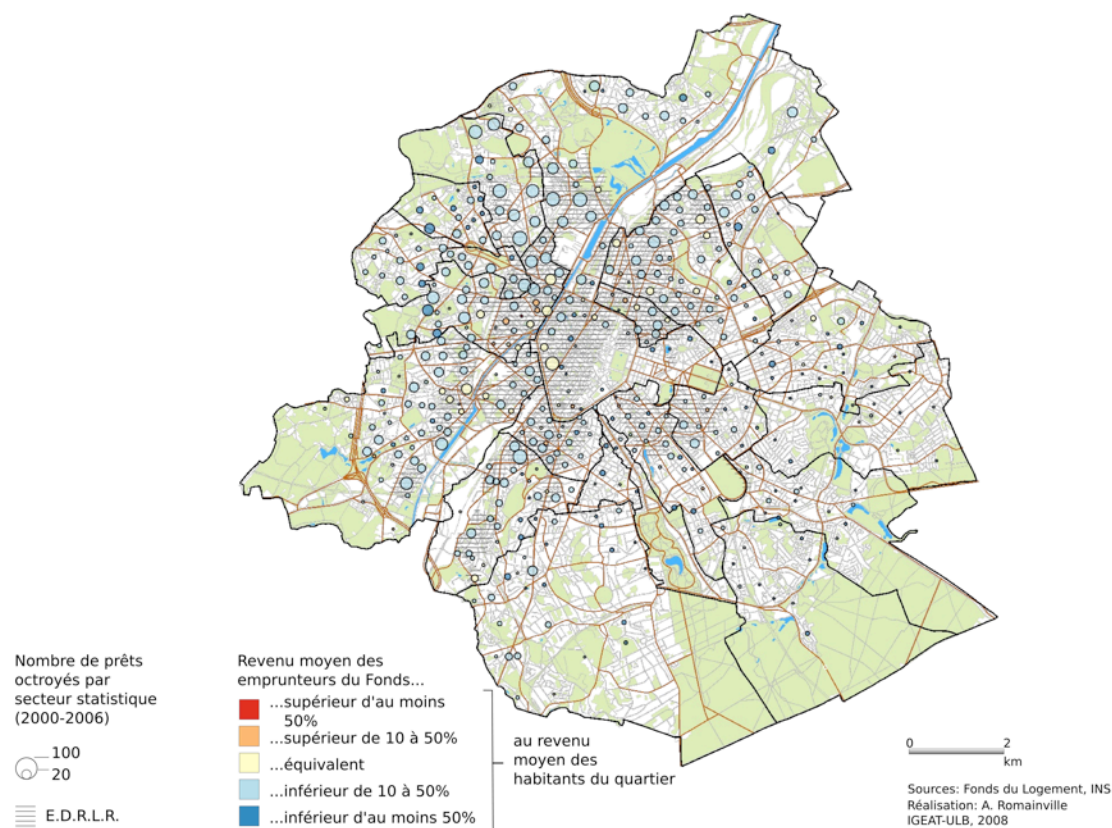 Nombre de prêts
octroyés par
secteur statistique
(2000-2006)
100
20
E.D.R.L.R.
Revenu moyen des
emprunteurs du Fonds...
...supérieur d'au moins
50%
...supérieur de 10 à 50%
...équivalent
...inférieur de 10 à 50%
...inférieur d'au moins 50%
au revenu
moyen des
habitants du quartier
0 2
km
Sources: Fonds du Logement, INS
Réalisation: A. Romainville
IGEAT-ULB, 2008